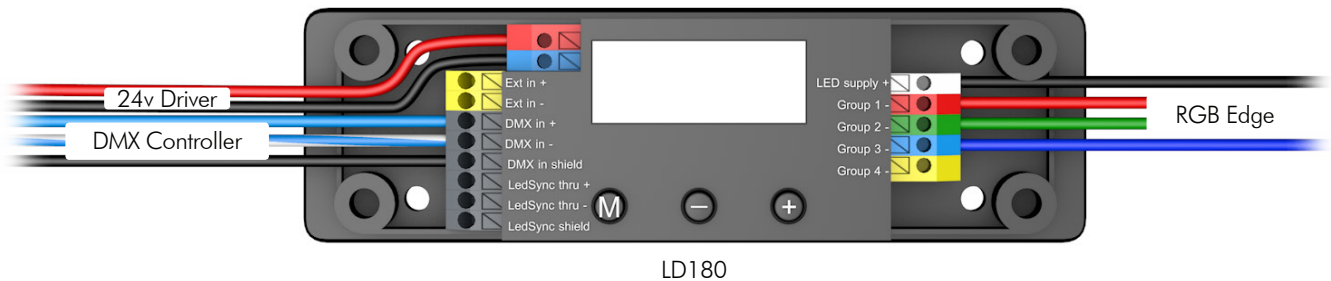 24v Driver
DMX Controller
Ext in +
Ext in -
DMX in +
DMX in -
DMX in shield
LedSync thru +
LedSync thru -
LedSync shield
M
−
+
LED supply +
Group 1 -
Group 2 -
Group 3 -
Group 4 -
RGB Edge
LD180